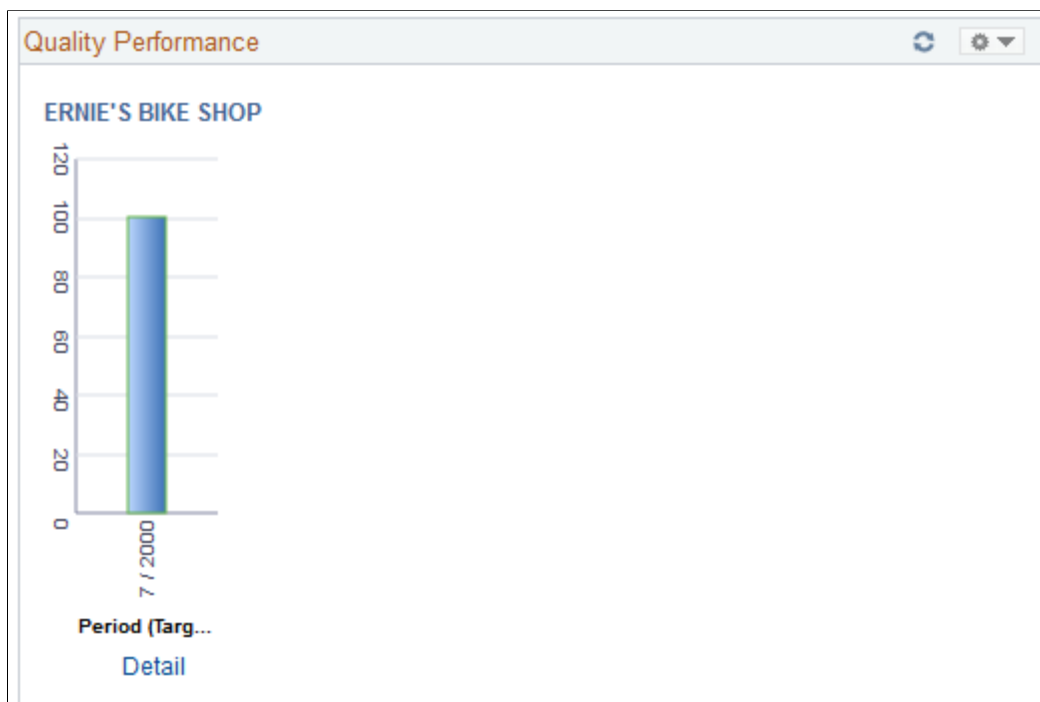 Quality Performance
ERNIE'S BIKE SHOP
120
100
80
60
40
20
0
7 / 2000
Period (Targ...
Detail